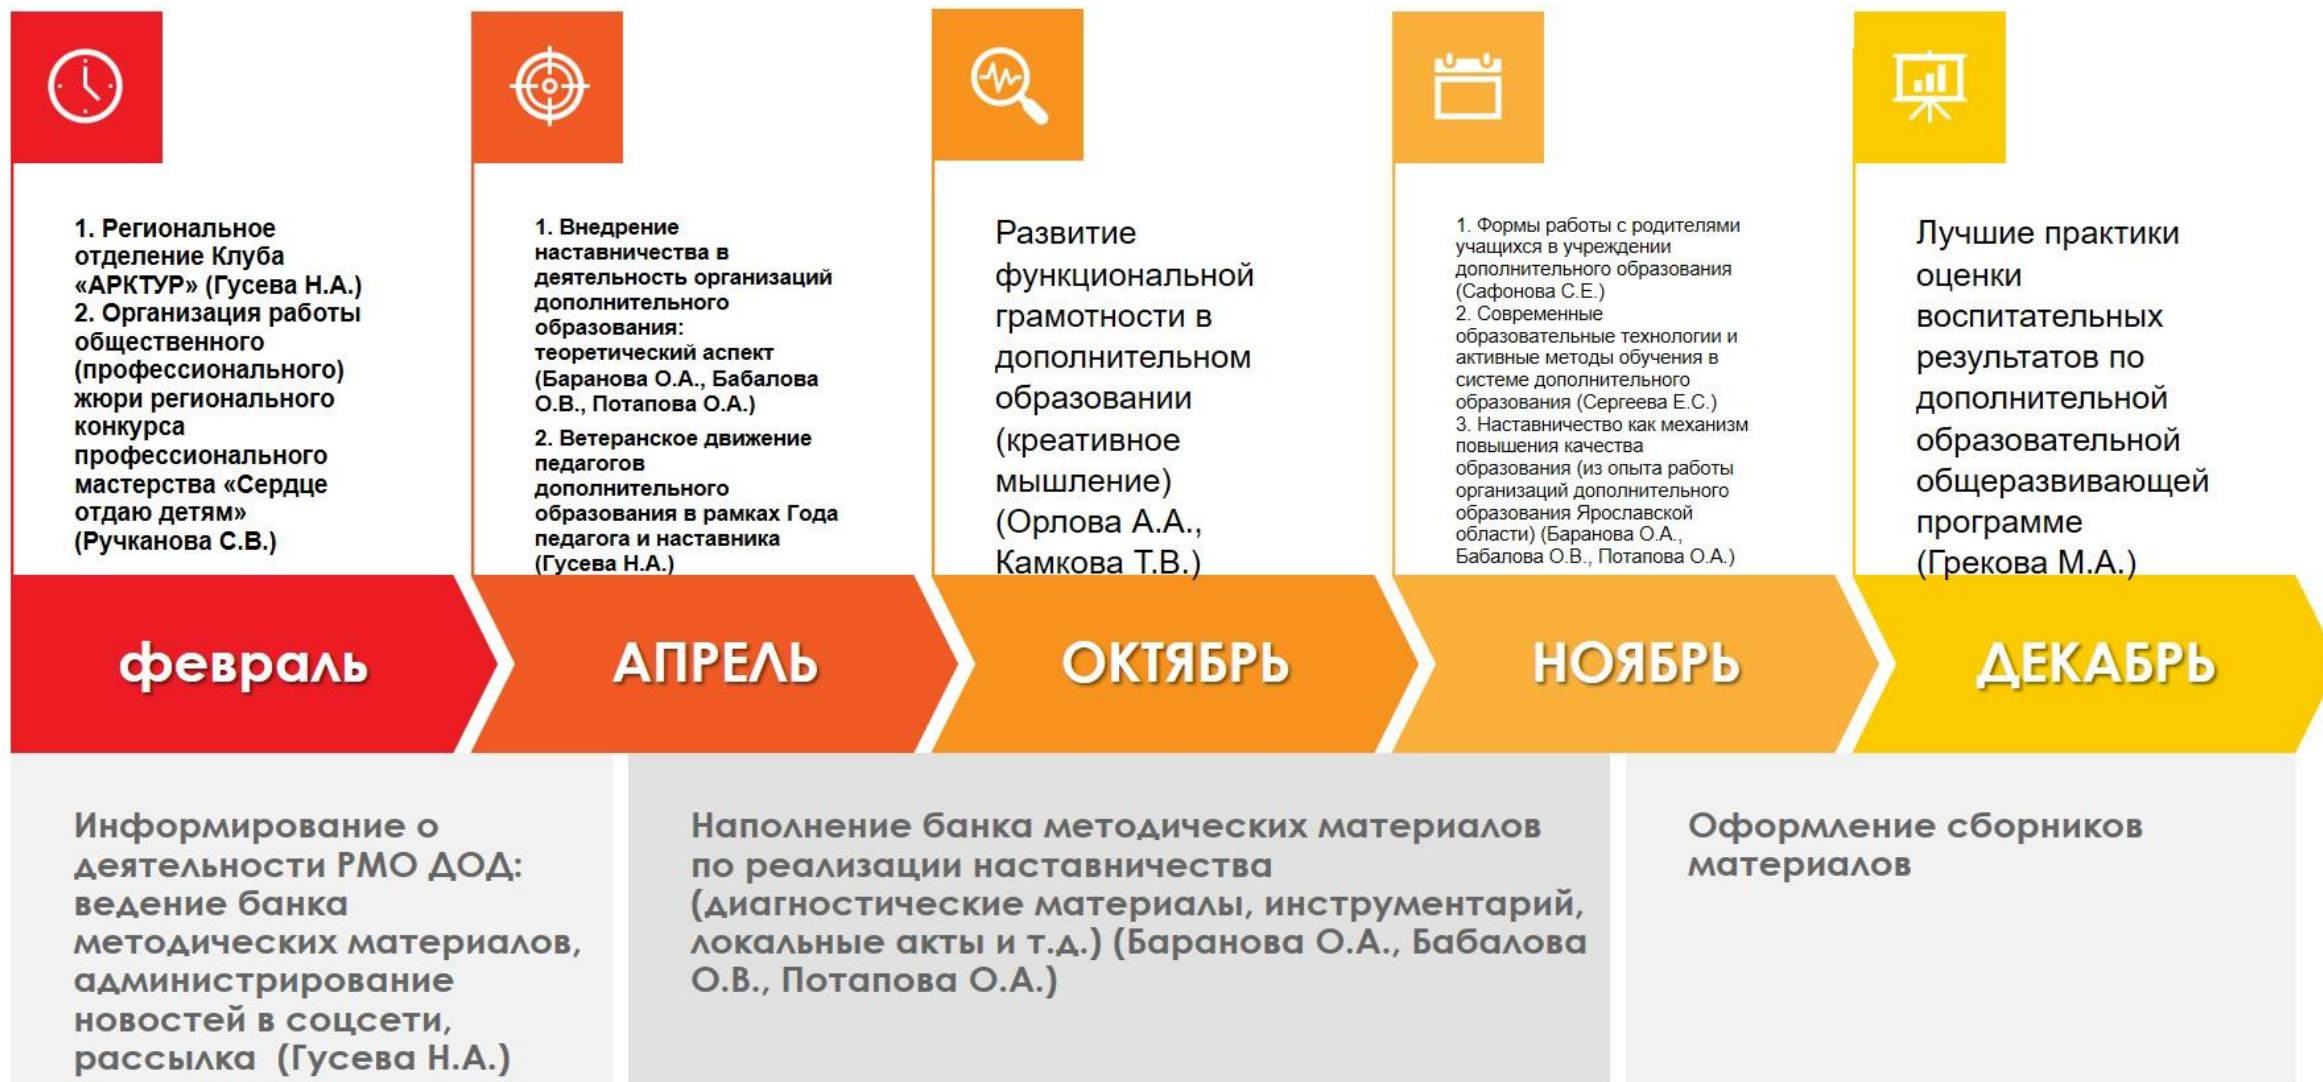 1. Региональное
отделение Клуба
«АРКТУР» (Гусева Н.А.)
2. Организация работы
общественного
(профессионального)
жюри регионального
конкурса
профессионального
мастерства «Сердце
отдаю детям»
(Ручканова С.В.)
1. Внедрение
наставничества в
деятельность организаций
дополнительного
образования:
теоретический аспект
(Баранова О.А., Бабалова
О.В., Потапова О.А.)
2. Ветеранское движение
педагогов
дополнительного
образования в рамках Года
педагога и наставника
(Гусева Н.А.)
Развитие
функциональной
грамотности в
дополнительном
образовании
(креативное
мышление)
(Орлова А.А.,
Камкова Т.В.)
1. Формы работы с родителями
учащихся в учреждении
дополнительного образования
(Сафонова С.Е.)
2. Современные
образовательные технологии и
активные методы обучения в
системе дополнительного
образования (Сергеева Е.С.)
3. Наставничество как механизм
повышения качества
образования (из опыта работы
организаций дополнительного
образования Ярославской
области) (Баранова О.А.,
Бабалова О.В., Потапова О.А.)
Лучшие практики
оценки
воспитательных
результатов по
дополнительной
образовательной
общеразвивающей
программе
(Грекова М.А.)
февраль
АПРЕЛЬ
ОКТЯБРЬ
НОЯБРЬ
ДЕКАБРЬ
Информирование о
деятельности РМО ДОД:
ведение банка
методических материалов,
администрирование
новостей в соцсети,
рассылка (Гусева Н.А.)
Наполнение банка методических материалов
по реализации наставничества
(диагностические материалы, инструментарий,
локальные акты и т.д.) (Баранова О.А., Бабалова
О.В., Потапова О.А.)
Оформление сборников
материалов